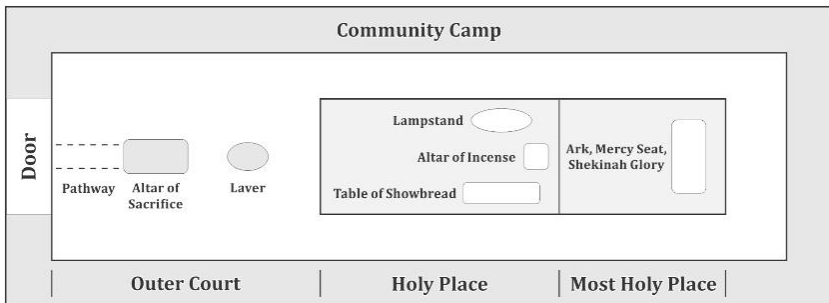 Community Camp
Door
Pathway
Altar of
Sacrifice
Laver
Lampstand
Altar of Incense
Table of Showbread
Ark, Mercy Seat,
Shekinah Glory
Outer Court
Holy Place
Most Holy Place